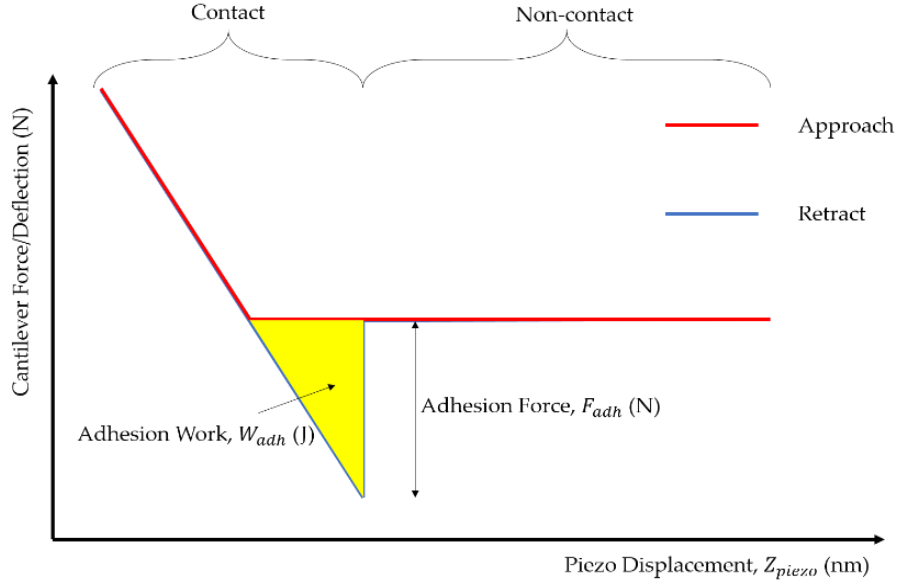 Contact
Non-contact
Cantilever Force/Deflection (N)
Approach
Retract
Adhesion Force, F_adh (N)
Adhesion Work, W_adh (J)
Piezo Displacement, Z_piezo (nm)